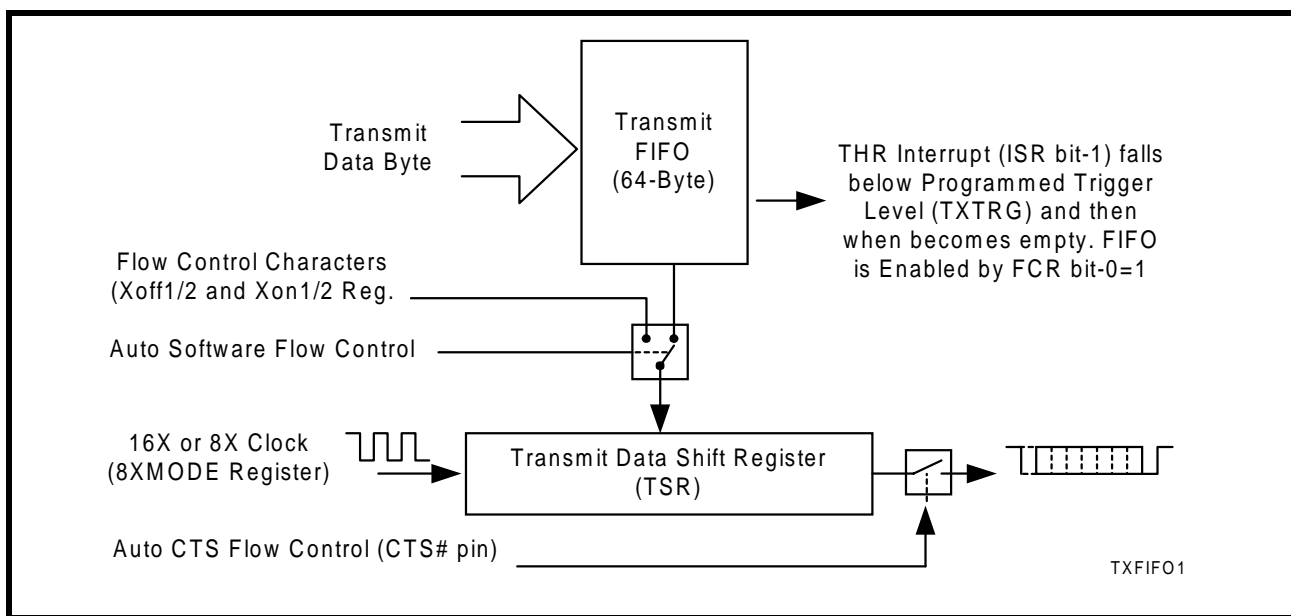 Transmit
Data Byte
Transmit
FIFO
(64-Byte)
THR Interrupt (ISR bit-1) falls
below Programmed Trigger
Level (TXTRG) and then
when becomes empty. FIFO
is Enabled by FCR bit-0=1
Flow Control Characters
(Xoff1/2 and Xon1/2 Reg.
Auto Software Flow Control
16X or 8X Clock
(8XMODE Register)
Transmit Data Shift Register
(TSR)
Auto CTS Flow Control (CTS# pin)
TXFIFO1